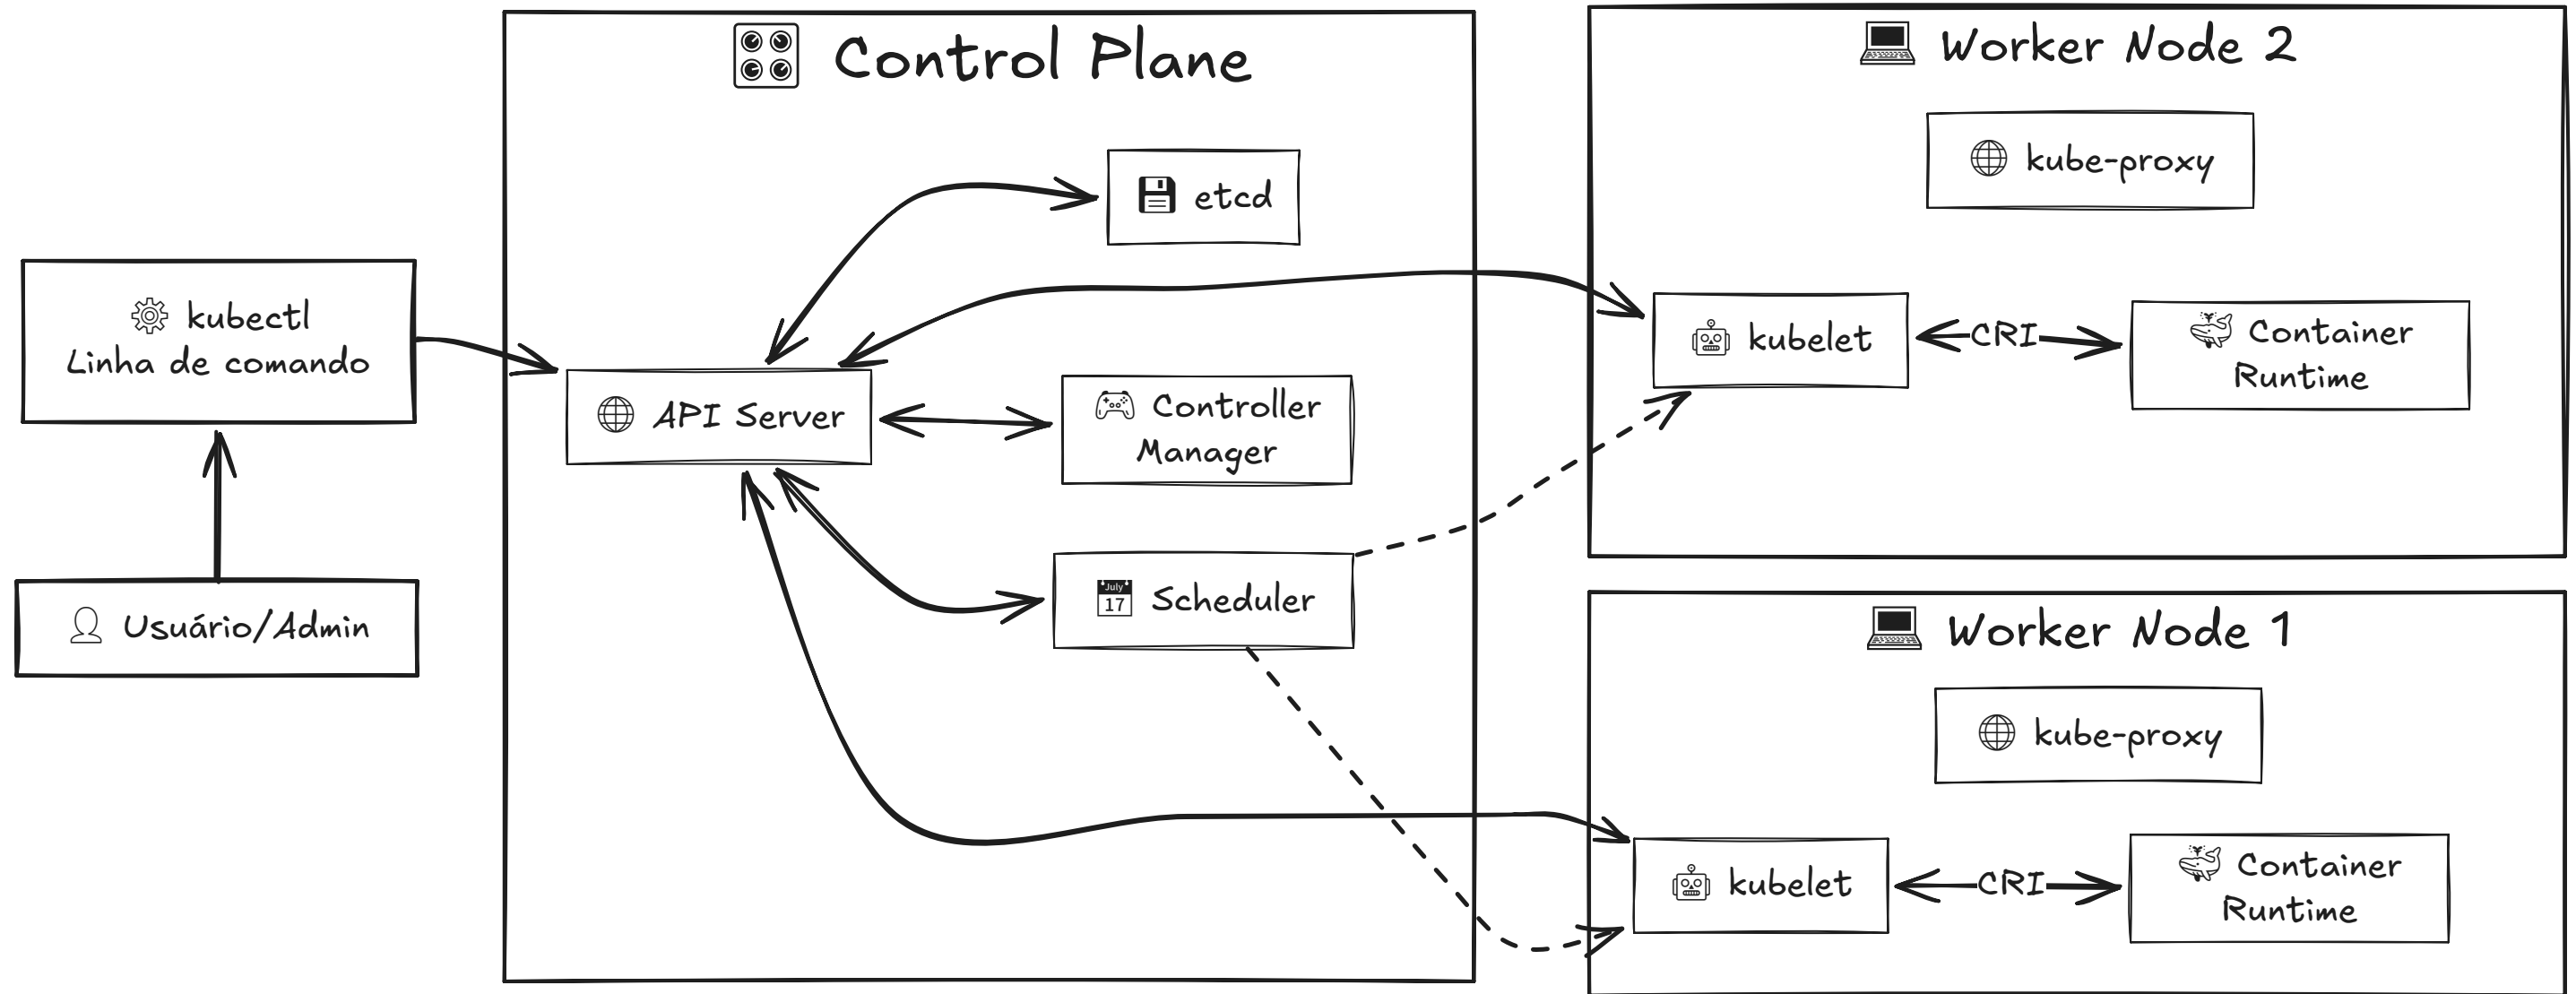 Control Plane
etcd
kubectl
Linha de comando
API Server
Controller
Manager
Usuário/Admin
July
17
Scheduler
Worker Node 2
kube-proxy
kubelet
CRI
Container
Runtime
Worker Node 1
kube-proxy
kubelet
CRI
Container
Runtime